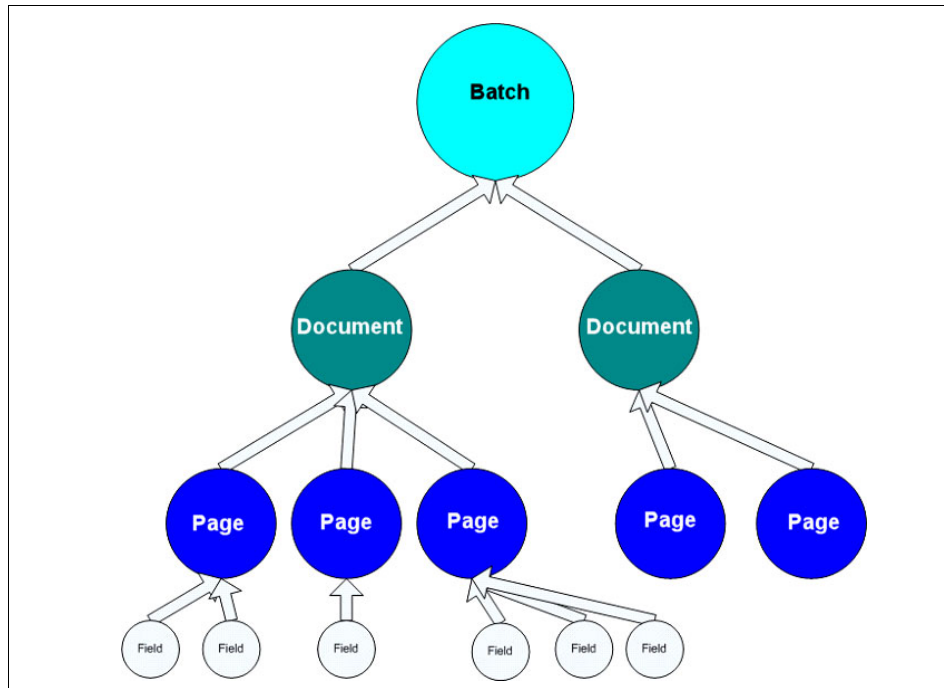 Batch
Document
Document
Page
Page
Page
Page
Page
Field
Field
Field
Field
Field
Field